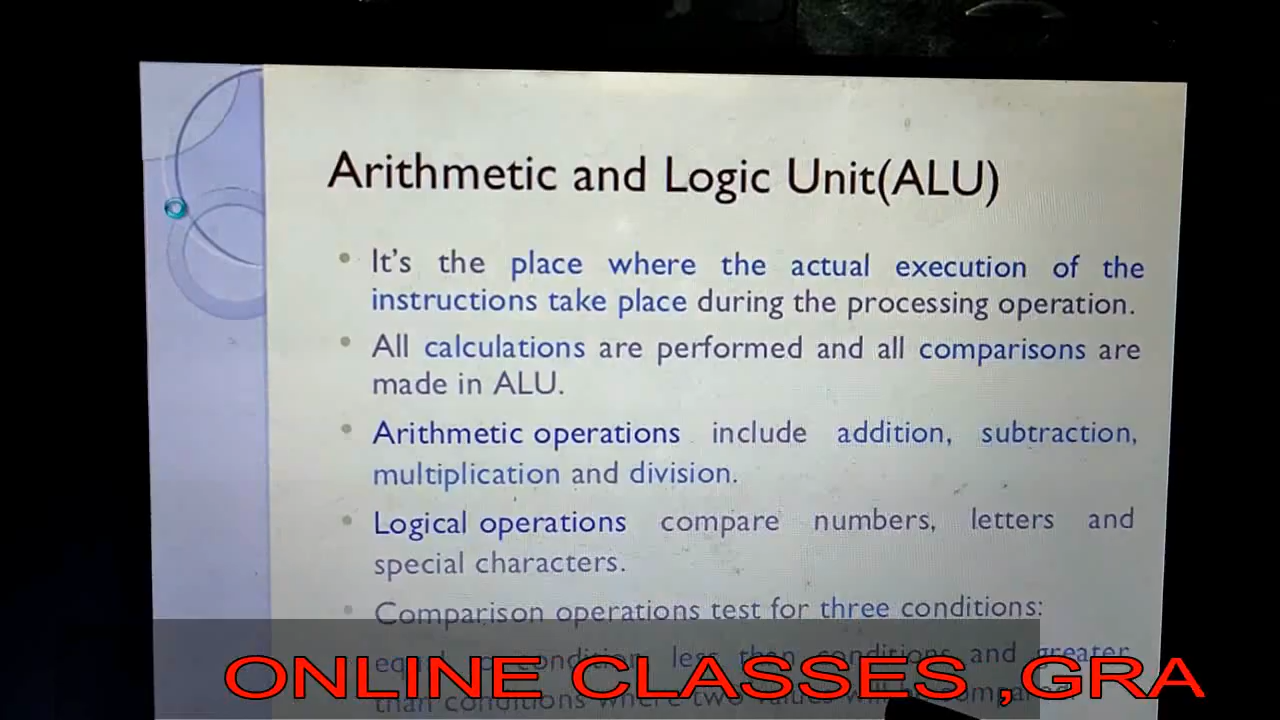 Arithmetic and Logic Unit(ALU)
It's the place where the actual execution of the
instructions take place during the processing operation.
All calculations are performed and all comparisons are
made in ALU.
Arithmetic operations include addition, subtraction,
multiplication and division.
Logical operations compare numbers, letters and
special characters.
Comparison operations test for three conditions:
condition, less than conditions and greater
than conditions where two values will be
ONLINE CLASSES ,GRA